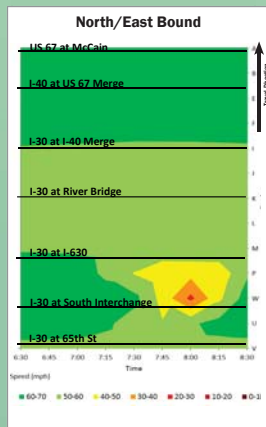 North/East Bound
US 67 at McCain
I-40 at US 67 Merge
I-30 at I-40 Merge
I-30 at River Bridge
I-30 at I-630
I-30 at South Interchange
I-30 at 65th St
K
P
W
U
V
6:30 6:45 7:00 7:15 7:30 7:45 8:00 8:15 8:30
Time
Speed (mph)
60-70 50-60 40-50 30-40 20-30 10-20